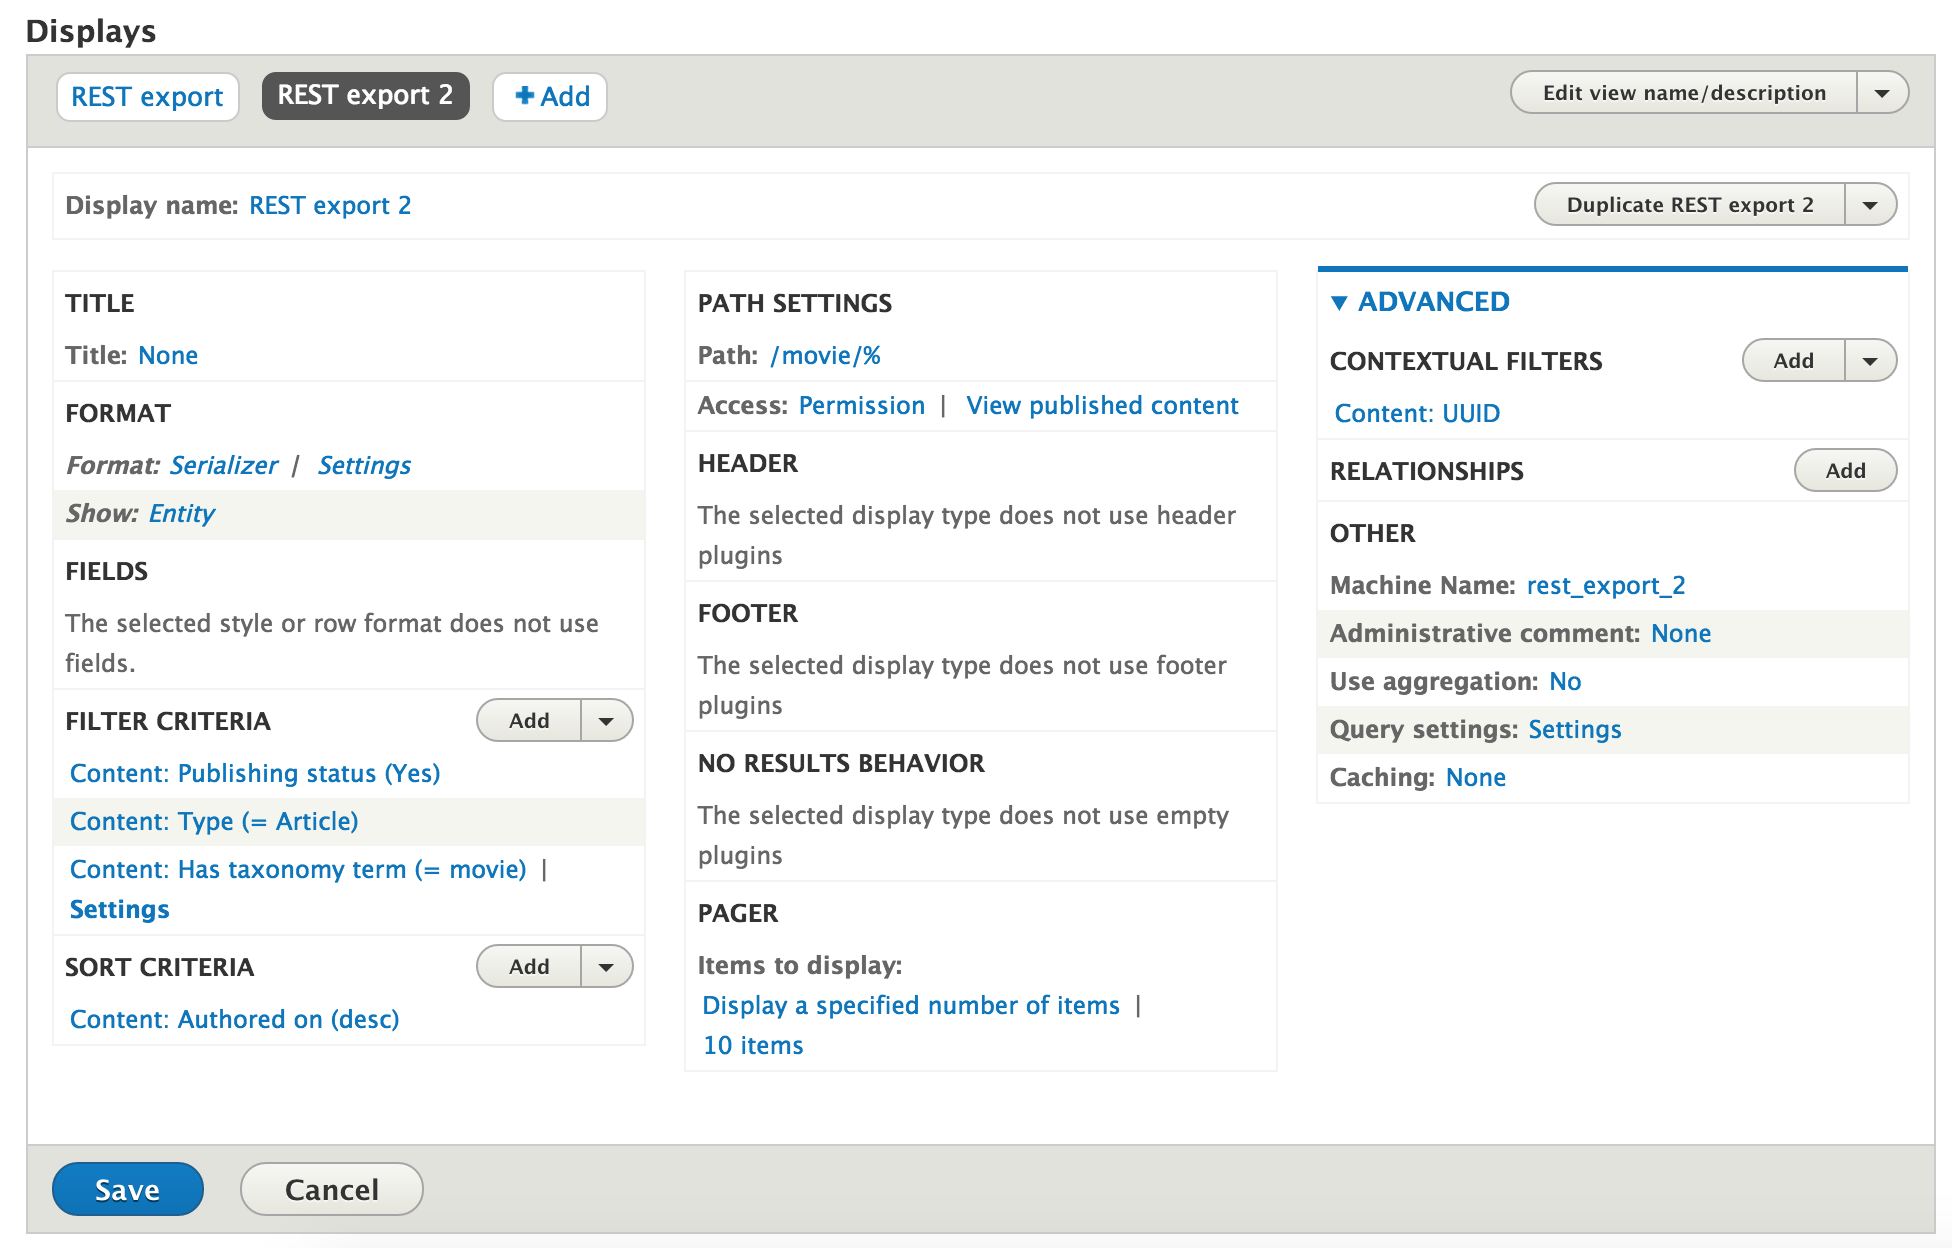 Displays
REST export
REST export 2
Add
Edit view name/description
Display name: REST export 2
Duplicate REST export 2
TITLE
Title: None
FORMAT
Format: Serializer | Settings
Show: Entity
FIELDS
The selected style or row format does not use
fields.
FILTER CRITERIA
Add
Content: Publishing status (Yes)
Content: Type (= Article)
Content: Has taxonomy term (= movie) |
Settings
SORT CRITERIA
Add
Content: Authored on (desc)
PATH SETTINGS
Path: /movie/%
Access: Permission | View published content
HEADER
The selected display type does not use header
plugins
FOOTER
The selected display type does not use footer
plugins
NO RESULTS BEHAVIOR
The selected display type does not use empty
plugins
PAGER
Items to display:
Display a specified number of items |
10 items
ADVANCED
CONTEXTUAL FILTERS
Add
Content: UUID
RELATIONSHIPS
Add
OTHER
Machine Name: rest_export_2
Administrative comment: None
Use aggregation: No
Query settings: Settings
Caching: None
Save
Cancel